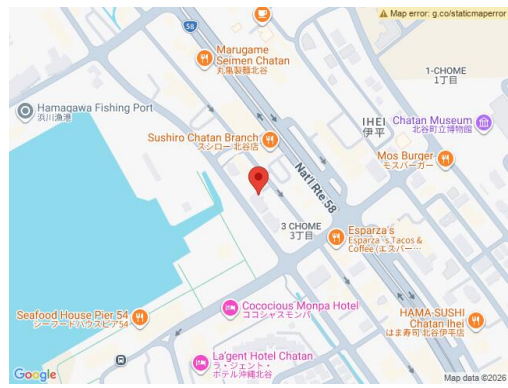 Map error: g.co/staticmaperror
58
Marugame
Seimen Chatan
丸亀製麺北谷
1-CHOME
1丁目
Hamagawa Fishing Port
浜川漁港
IHEI
伊平
Chatan Museum
北谷町立博物館
Sushiro Chatan Branch
スシロー 北谷店
Mos Burger
モスバーガー
Nat'l Rte 58
3 CHOME
3丁目
Esparza's
Esparza's Tacos &
Coffee (エスパー…
Seafood House Pier 54
シーフードハウスピア54
Cococious Monpa Hotel
ココシャスモンパ
HAMA-SUSHI
Chatan Ihei
はま寿司 北谷伊平店
La'gent Hotel Chatan
ラ・ジェント・
ホテル沖縄北谷
Google
Map data ©2026